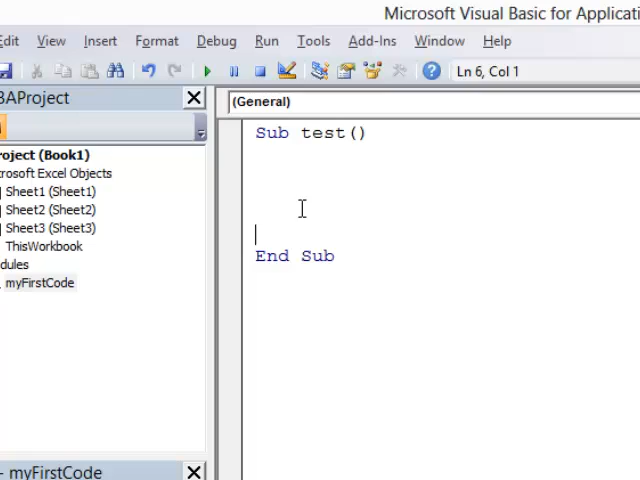 Microsoft Visual Basic for Applicati
Edit View Insert Format Debug Run Tools Add-Ins Window Help
Ln 6, Col 1
BAProject
(General)
roject (Book1)
rosoft Excel Objects
Sheet1 (Sheet1)
Sheet2 (Sheet2)
Sheet3 (Sheet3)
ThisWorkbook
dules
myFirstCode
- myFirstCode
Sub test()
End Sub